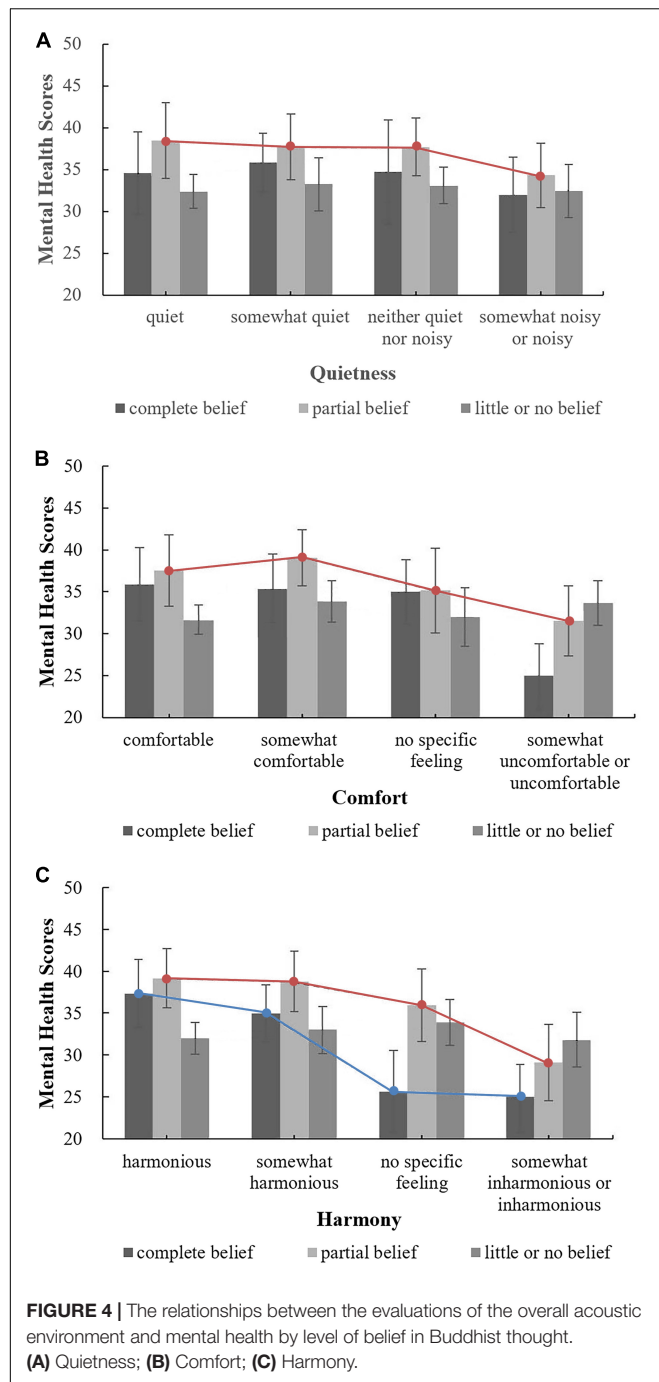 A
50
45
40
35
30
25
20
Mental Health Scores
quiet somewhat quiet neither quiet somewhat noisy
nor noisy or noisy
Quietness
complete belief partial belief little or no belief
B
50
45
40
35
30
25
20
Mental Health Scores
comfortable somewhat no specific somewhat
comfortable feeling uncomfortable or
uncomfortable
Comfort
complete belief partial belief little or no belief
C
50
45
40
35
30
25
20
Mental Health Scores
harmonious somewhat no specific somewhat
harmonious feeling inharmonious or
inharmonious
Harmony
complete belief partial belief little or no belief
FIGURE 4 | The relationships between the evaluations of the overall acoustic
environment and mental health by level of belief in Buddhist thought.
(A) Quietness; (B) Comfort; (C) Harmony.